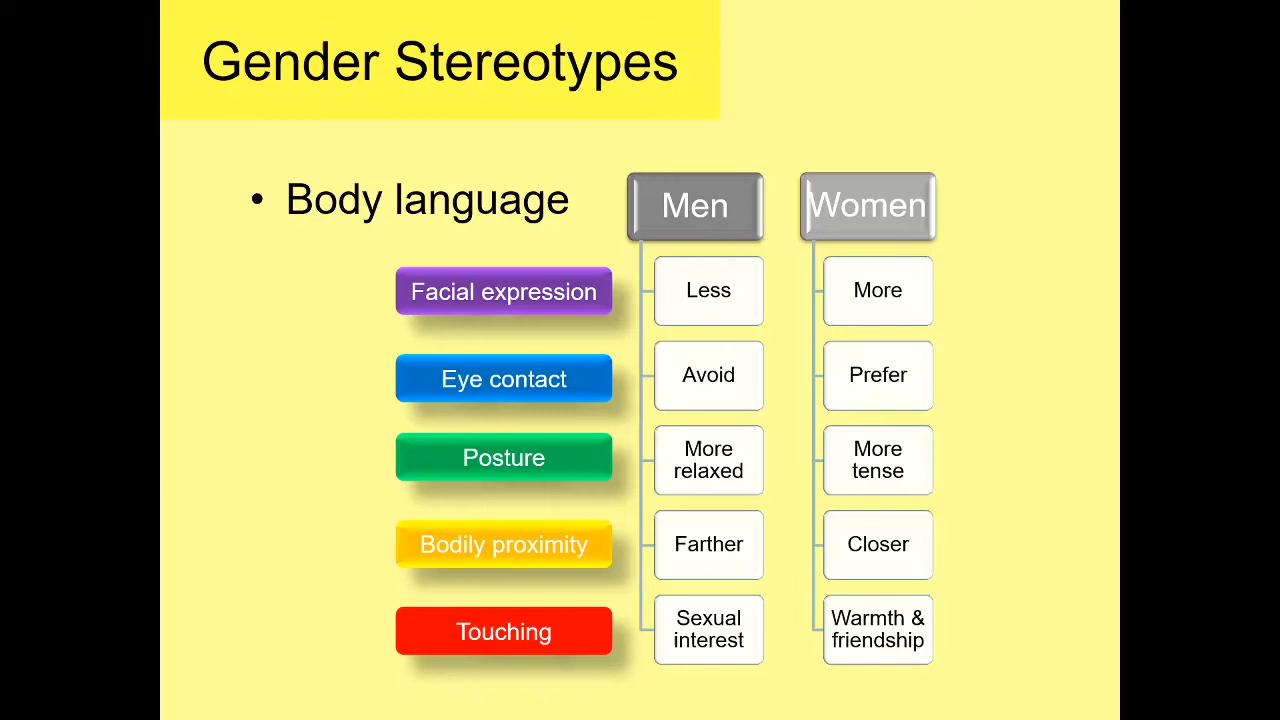 Gender Stereotypes
• Body language
Men
Women
Facial expression
Less
More
Eye contact
Avoid
Prefer
Posture
More
relaxed
More
tense
Bodily proximity
Farther
Closer
Touching
Sexual
interest
Warmth &
friendship